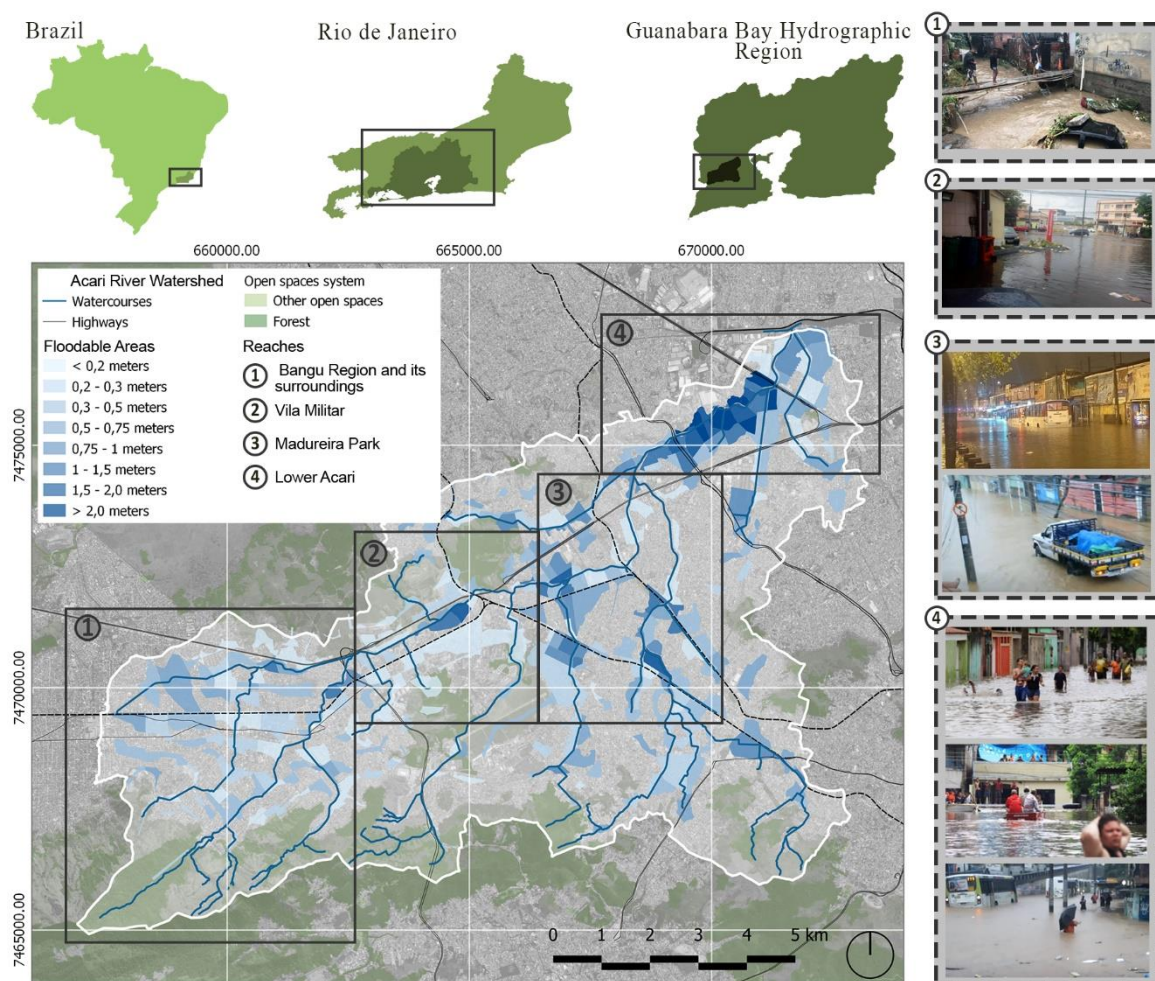 Brazil
Rio de Janeiro
Guanabara Bay Hydrographic
Region
660000.00
665000.00
670000.00
7475000.00
7470000.00
7465000.00
Acari River Watershed
Watercourses
Highways
Floodable Areas
< 0,2 meters
0,2 - 0,3 meters
0,3 - 0,5 meters
0,5 - 0,75 meters
0,75 - 1 meters
1 - 1,5 meters
1,5 - 2,0 meters
> 2,0 meters
Open spaces system
Other open spaces
Forest
Reaches
1 Bangu Region and its
surroundings
2 Vila Militar
3 Madureira Park
4 Lower Acari
4
3
2
1
0 1 2 3 4 5 km
1
2
3
4